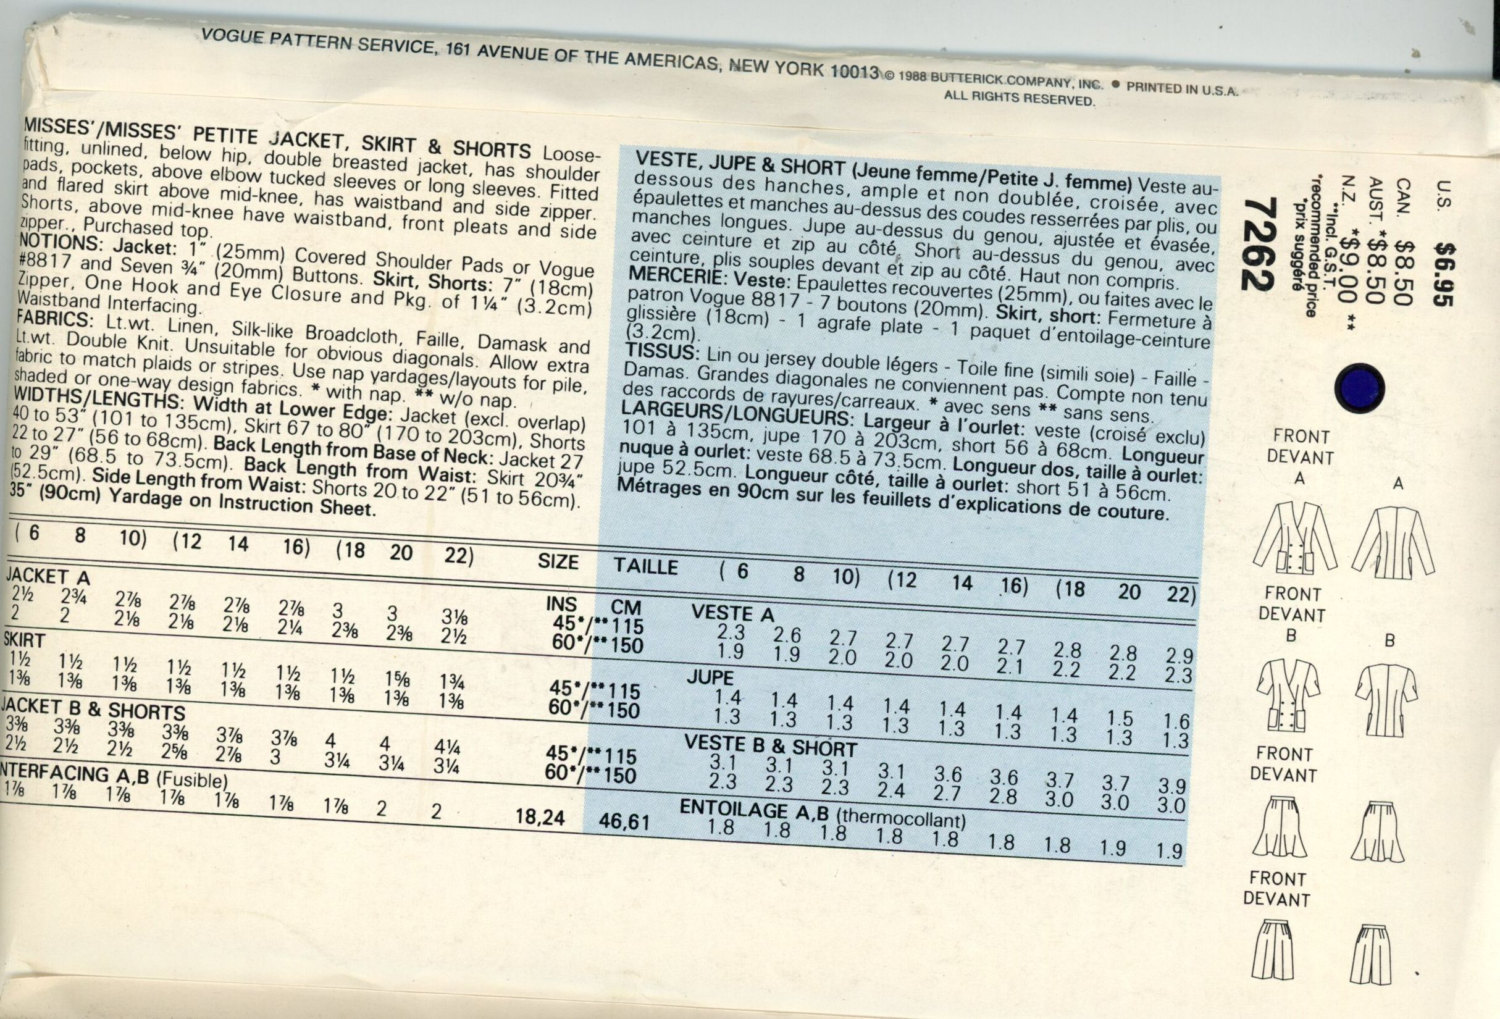 VOGUE PATTERN SERVICE, 161 AVENUE OF THE AMERICAS, NEW YORK 10013 © 1988 BUTTERICK COMPANY, INC. ● PRINTED IN U.S.A.
ALL RIGHTS RESERVED.
MISSES'/MISSES' PETITE JACKET, SKIRT & SHORTS Loose-
fitting, unlined, below hip, double breasted jacket, has shoulder
pads, pockets, above elbow tucked sleeves or long sleeves. Fitted
and flared skirt above mid-knee, has waistband and side zipper.
Shorts, above mid-knee have waistband, front pleats and side
zipper., Purchased top.
NOTIONS: Jacket: 1" (25mm) Covered Shoulder Pads or Vogue
#8817 and Seven ¾" (20mm) Buttons. Skirt, Shorts: 7" (18cm)
Zipper, One Hook and Eye Closure and Pkg. of 1¼" (3.2cm)
Waistband Interfacing.
FABRICS: Lt.wt. Linen, Silk-like Broadcloth, Faille, Damask and
Lt.wt. Double Knit. Unsuitable for obvious diagonals. Allow extra
fabric to match plaids or stripes. Use nap yardages/layouts for pile,
shaded or one-way design fabrics. * with nap. ** w/o nap.
WIDTHS/LENGTHS: Width at Lower Edge: Jacket (excl. overlap)
40 to 53" (101 to 135cm), Skirt 67 to 80" (170 to 203cm), Shorts
22 to 27" (56 to 68cm). Back Length from Base of Neck: Jacket 27
to 29" (68.5 to 73.5cm). Back Length from Waist: Skirt 20¾"
(52.5cm). Side Length from Waist: Shorts 20 to 22" (51 to 56cm).
35" (90cm) Yardage on Instruction Sheet.
VESTE, JUPE & SHORT (Jeune femme/Petite J. femme) Veste au-
dessous des hanches, ample et non doublée, croisée, avec
épaulettes et manches au-dessus des coudes resserrées par plis, ou
manches longues. Jupe au-dessus du genou, ajustée et évasée,
avec ceinture et zip au côté. Short au-dessus du genou, avec
ceinture, plis souples devant et zip au côté. Haut non compris.
MERCERIE: Veste: Epaulettes recouvertes (25mm), ou faites avec le
patron Vogue 8817 - 7 boutons (20mm). Skirt, short: Fermeture à
glissière (18cm) - 1 agrafe plate - 1 paquet d'entoilage-ceinture
(3.2cm).
TISSUS: Lin ou jersey double légers - Toile fine (simili soie) - Faille -
Damas. Grandes diagonales ne conviennent pas. Compte non tenu
des raccords de rayures/carreaux. * avec sens ** sans sens.
LARGEURS/LONGUEURS: Largeur à l'ourlet: veste (croisé exclu)
101 à 135cm, jupe 170 à 203cm, short 56 à 68cm. Longueur
nuque à ourlet: veste 68.5 à 73.5cm. Longueur dos, taille à ourlet:
jupe 52.5cm. Longueur côté, taille à ourlet: short 51 à 56cm.
Métrages en 90cm sur les feuillets d'explications de couture.
( 6 8 10) (12 14 16) (18 20 22) SIZE TAILLE ( 6 8 10) (12 14 16) (18 20 22)
JACKET A INS CM VESTE A
2½ 2¾ 2⅞ 2⅞ 2⅞ 2⅞ 3 3 3⅛ 45*/**115 2.3 2.6 2.7 2.7 2.7 2.7 2.8 2.8 2.9
2 2 2⅛ 2⅛ 2⅛ 2¼ 2⅜ 2⅜ 2½ 60*/**150 1.9 1.9 2.0 2.0 2.0 2.1 2.2 2.2 2.3
SKIRT JUPE
1½ 1½ 1½ 1½ 1½ 1½ 1½ 1⅝ 1¾ 45*/**115 1.4 1.4 1.4 1.4 1.4 1.4 1.4 1.5 1.6
1⅜ 1⅜ 1⅜ 1⅜ 1⅜ 1⅜ 1⅜ 1⅜ 1⅜ 60*/**150 1.3 1.3 1.3 1.3 1.3 1.3 1.3 1.3 1.3
JACKET B & SHORTS VESTE B & SHORT
3⅜ 3⅜ 3⅜ 3⅜ 3⅞ 3⅞ 4 4 4¼ 45*/**115 3.1 3.1 3.1 3.1 3.6 3.6 3.7 3.7 3.9
2½ 2½ 2½ 2⅝ 2⅞ 3 3¼ 3¼ 3¼ 60*/**150 2.3 2.3 2.3 2.4 2.7 2.8 3.0 3.0 3.0
NTERFACING A,B (Fusible) ENTOILAGE A,B (thermocollant)
1⅞ 1⅞ 1⅞ 1⅞ 1⅞ 1⅞ 1⅞ 2 2 18,24 46,61 1.8 1.8 1.8 1.8 1.8 1.8 1.8 1.9 1.9
U.S. $6.95
CAN. $8.50
AUST. *$8.50
N.Z. *$9.00 **
**Incl. G.S.T.
*recommended price
*prix suggéré
7262
FRONT
DEVANT
A A
FRONT
DEVANT
B B
FRONT
DEVANT
FRONT
DEVANT